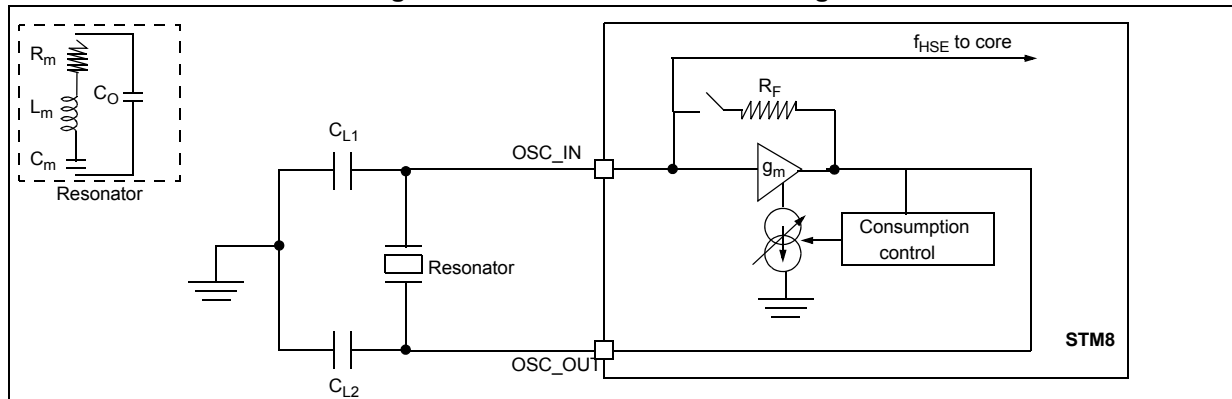 f_HSE to core
R_m
C_O
L_m
C_m
Resonator
R_F
C_L1
OSC_IN
g_m
Consumption
control
Resonator
STM8
OSC_OUT
C_L2